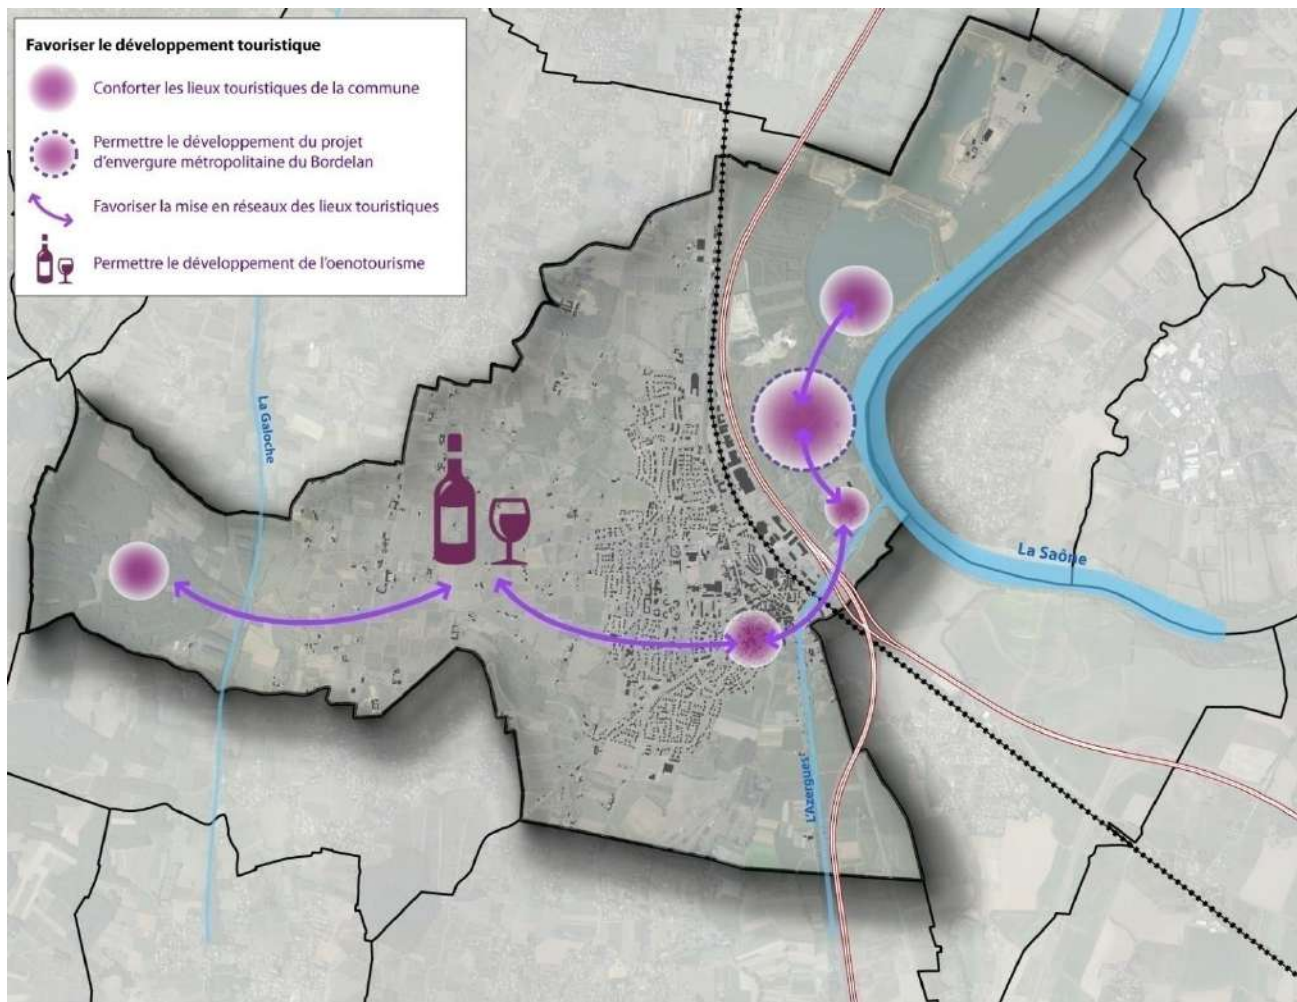 Favoriser le développement touristique
Conforter les lieux touristiques de la commune
Permettre le développement du projet
d'envergure métropolitaine du Bordelan
Favoriser la mise en réseaux des lieux touristiques
Permettre le développement de l'oenotourisme
La Galoche
La Saône
L'Azergues